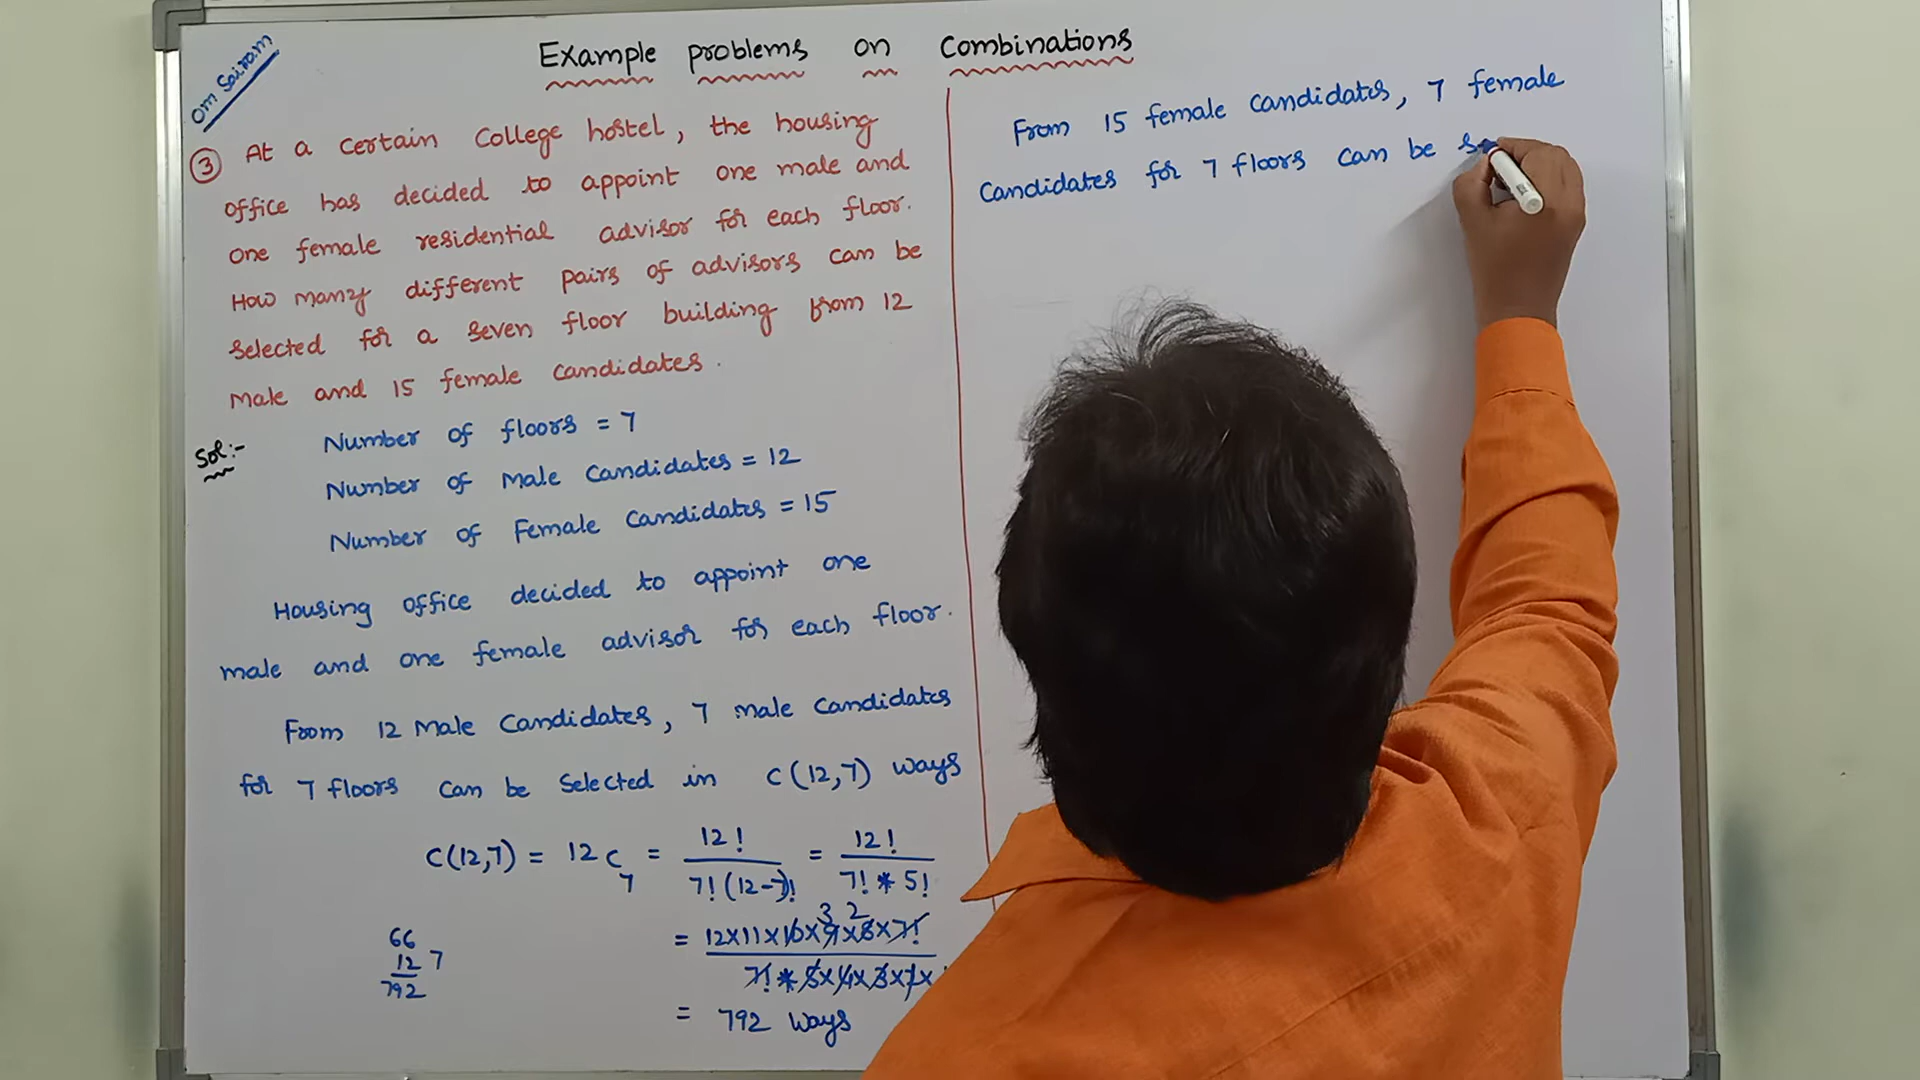 Om Sairam
Example problems on Combinations
③ At a certain College hostel, the housing
office has decided to appoint one male and
one female residential advisor for each floor.
How many different pairs of advisors can be
selected for a seven floor building from 12
Male and 15 female candidates.
Sol:- Number of floors = 7
Number of Male Candidates = 12
Number of Female Candidates = 15
Housing office decided to appoint one
male and one female advisor for each floor.
From 12 Male Candidates, 7 male candidates
for 7 floors can be selected in C(12,7) ways
C(12,7) = 12 C 7 = 12! / 7!(12-7)! = 12! / 7! * 5!
= 12×11×10×9×8×7! / 7! * 5×4×3×2×
3 2
66
12 7
792
= 792 ways
From 15 female candidates, 7 female
Candidates for 7 floors can be